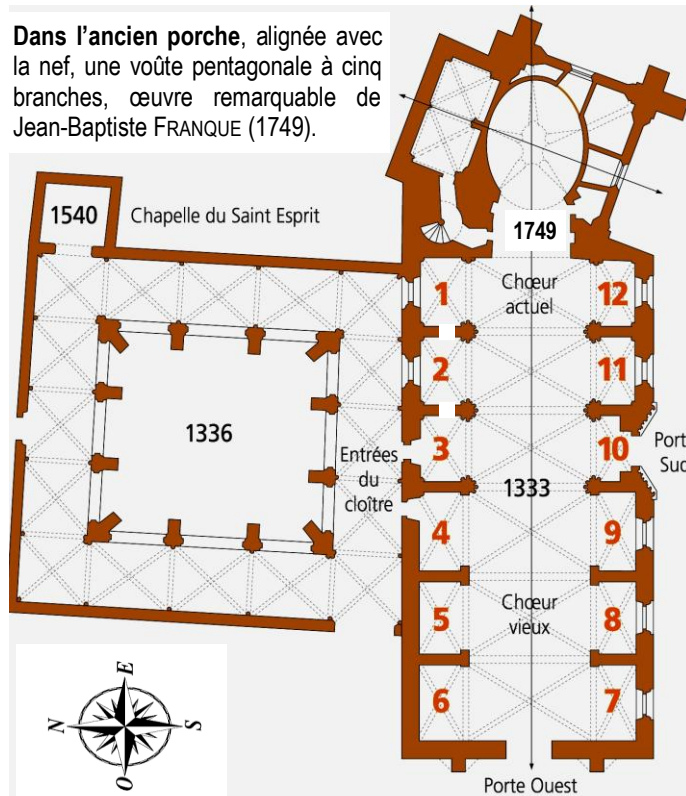 Dans l'ancien porche, alignée avec
la nef, une voûte pentagonale à cinq
branches, œuvre remarquable de
Jean-Baptiste FRANQUE (1749).
1540
Chapelle du Saint Esprit
1749
1
Chœur
actuel
12
2
11
1336
Entrées
du
cloître
3
1333
10
Port
Sud
4
9
5
Chœur
vieux
8
6
7
N
E
S
O
Porte Ouest